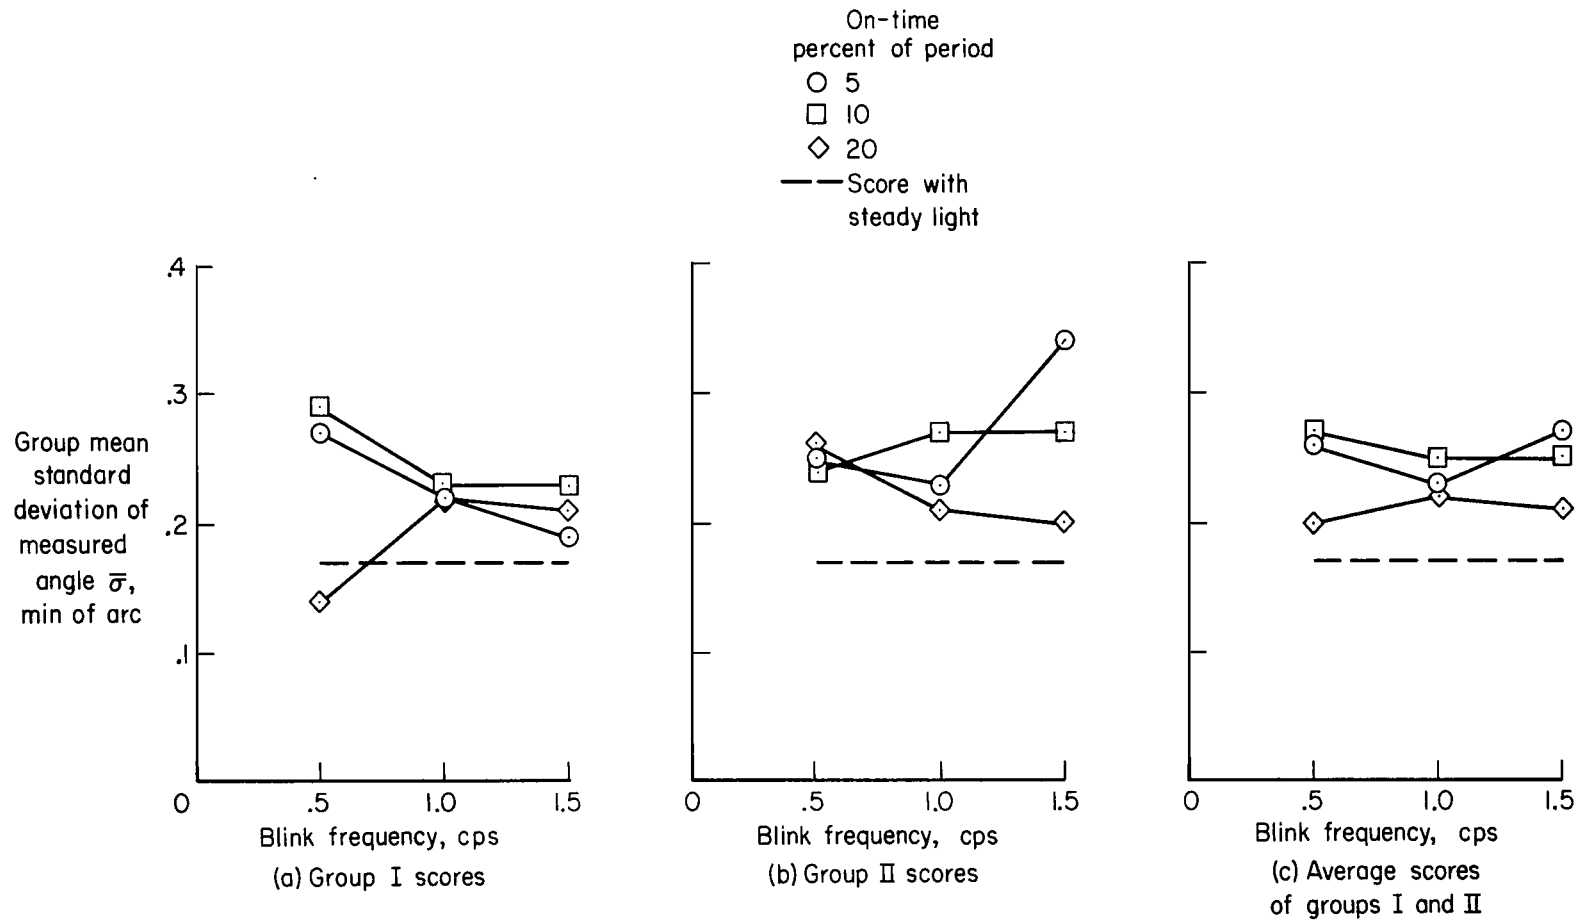 On-time
percent of period
5
10
20
Score with
steady light
.4
.3
.2
.1
0
Group mean
standard
deviation of
measured
angle σ̅,
min of arc
.5 1.0 1.5
Blink frequency, cps
(a) Group I scores
0 .5 1.0 1.5
Blink frequency, cps
(b) Group II scores
0 .5 1.0 1.5
Blink frequency, cps
(c) Average scores
of groups I and II